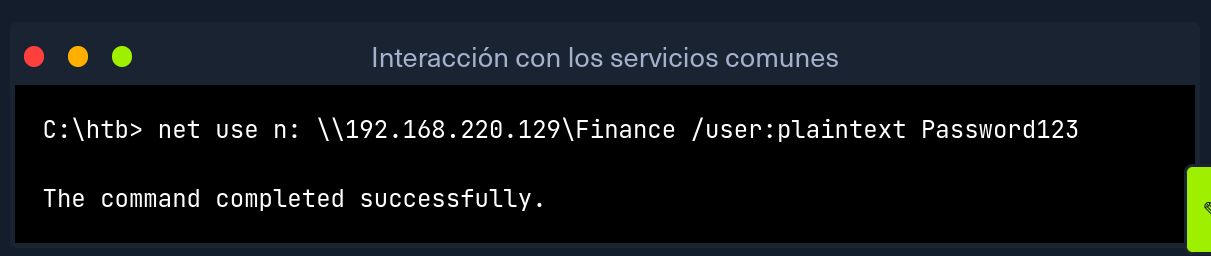 Interacción con los servicios comunes
C:\htb> net use n: \\192.168.220.129\Finance /user:plaintext Password123
The command completed successfully.